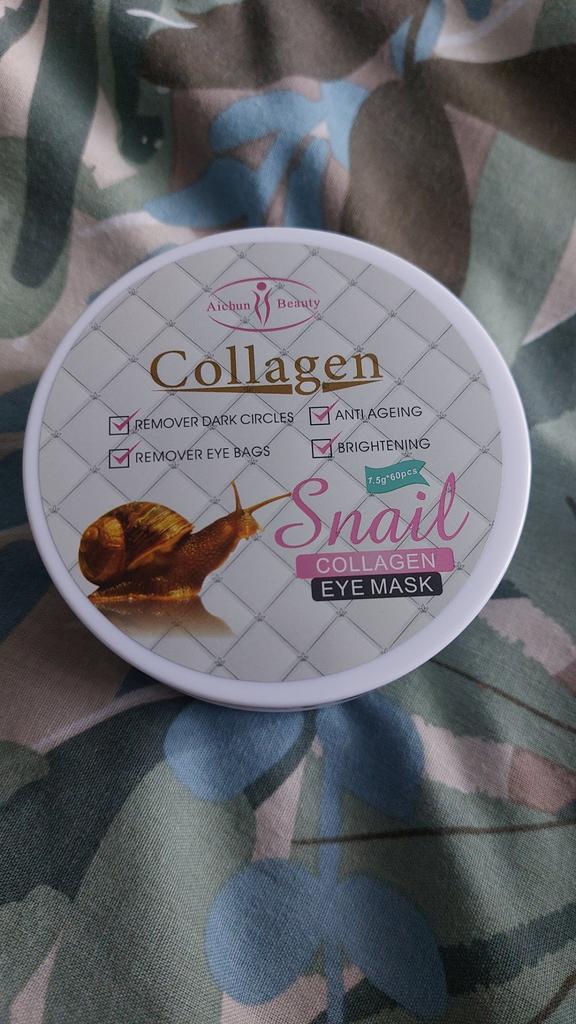 Aichun Beauty
Collagen
REMOVER DARK CIRCLES
ANTI AGEING
REMOVER EYE BAGS
BRIGHTENING
7.5g*60pcs
Snail
COLLAGEN
EYE MASK